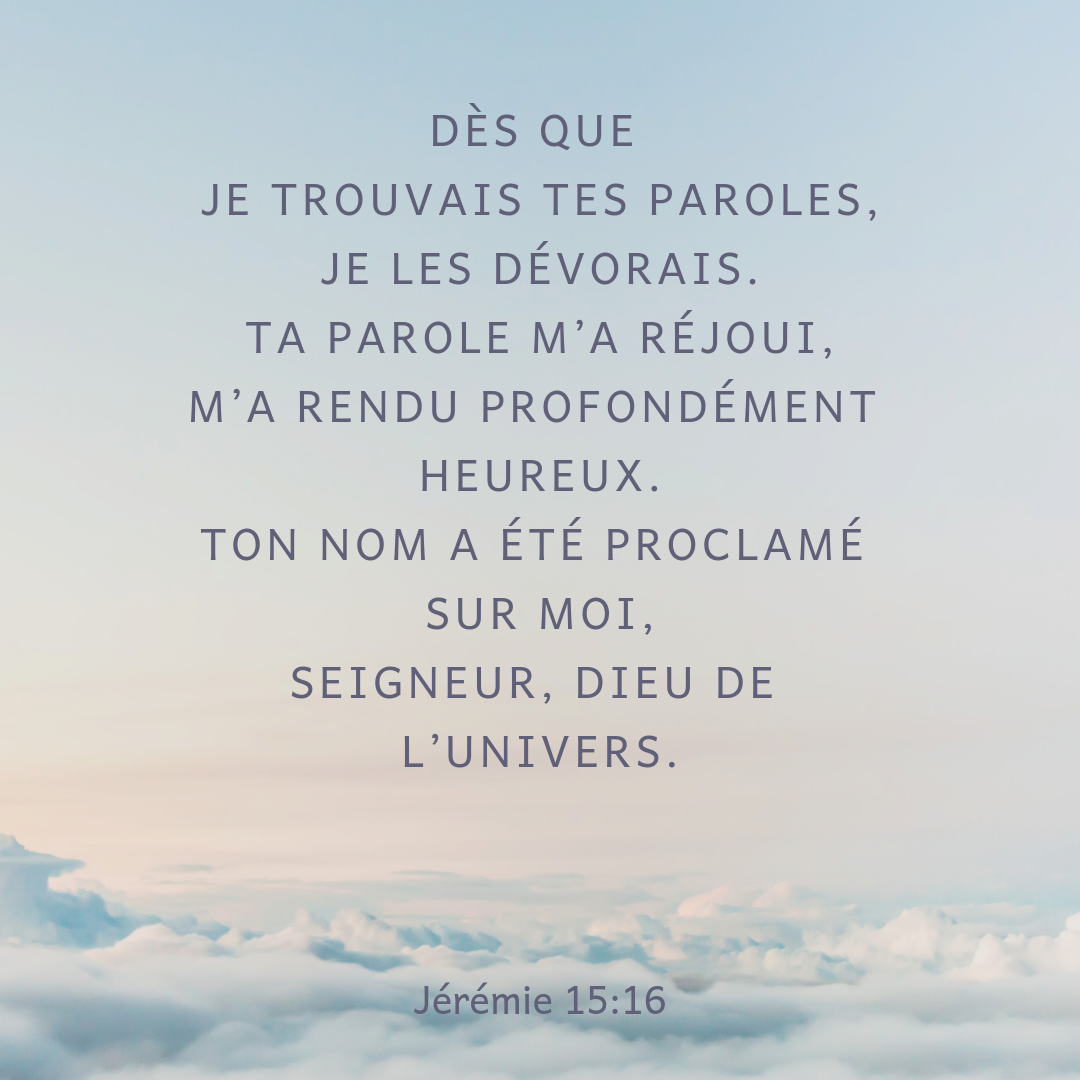 DÈS QUE
JE TROUVAIS TES PAROLES,
JE LES DÉVORAIS.
TA PAROLE M’A RÉJOUI,
M’A RENDU PROFONDÉMENT
HEUREUX.
TON NOM A ÉTÉ PROCLAMÉ
SUR MOI,
SEIGNEUR, DIEU DE
L’UNIVERS.
Jérémie 15:16